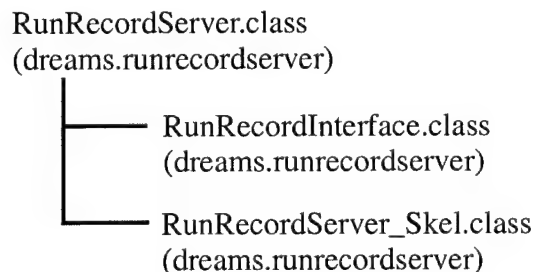 RunRecordServer.class
(dreams.runrecordserver)
RunRecordInterface.class
(dreams.runrecordserver)
RunRecordServer_Skel.class
(dreams.runrecordserver)